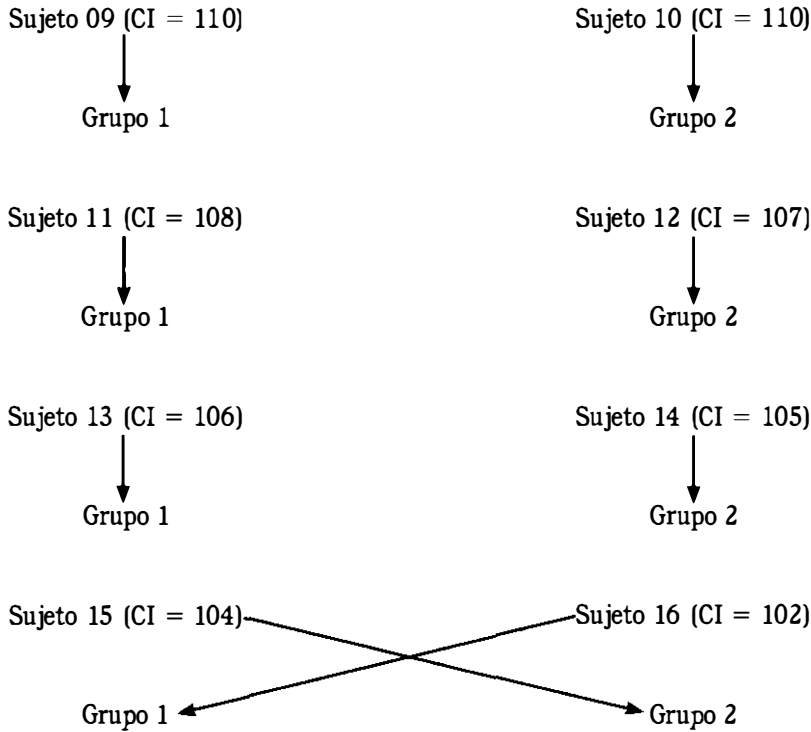 Sujeto 09 (CI = 110) Sujeto 10 (CI = 110)
Grupo 1 Grupo 2
Sujeto 11 (CI = 108) Sujeto 12 (CI = 107)
Grupo 1 Grupo 2
Sujeto 13 (CI = 106) Sujeto 14 (CI = 105)
Grupo 1 Grupo 2
Sujeto 15 (CI = 104) Sujeto 16 (CI = 102)
Grupo 1 Grupo 2